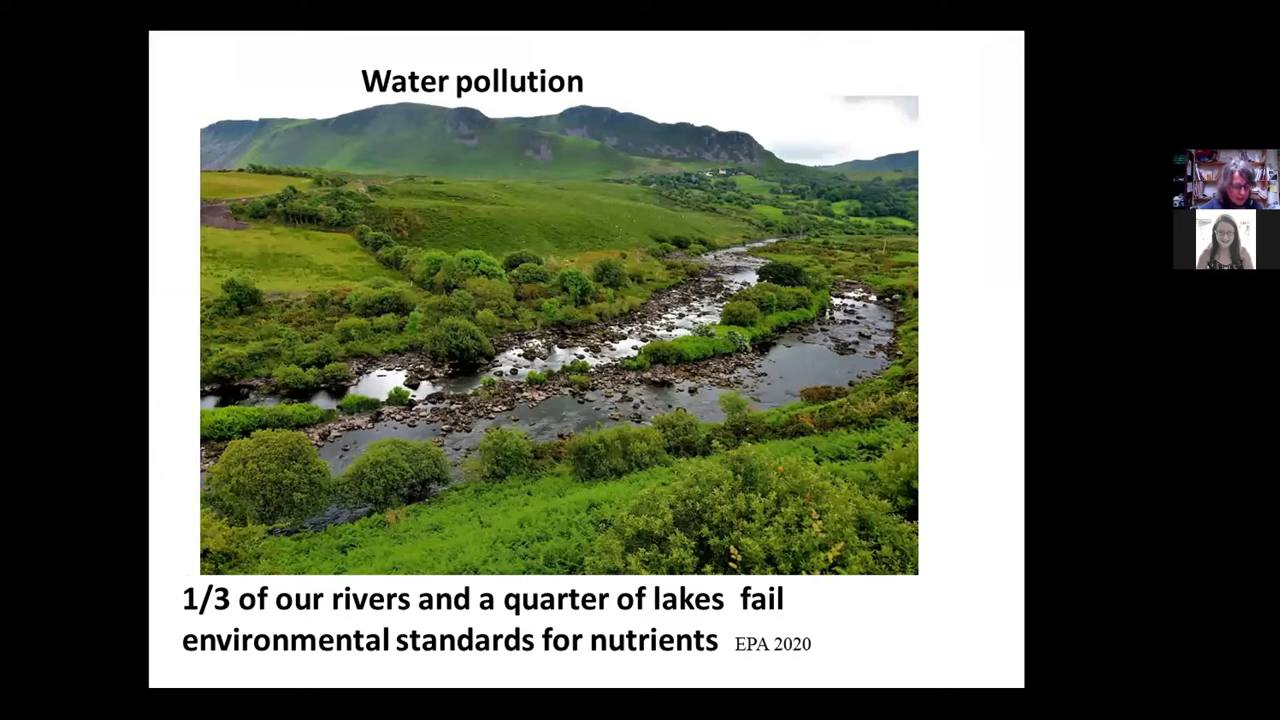 Water pollution
1/3 of our rivers and a quarter of lakes fail
environmental standards for nutrients EPA 2020